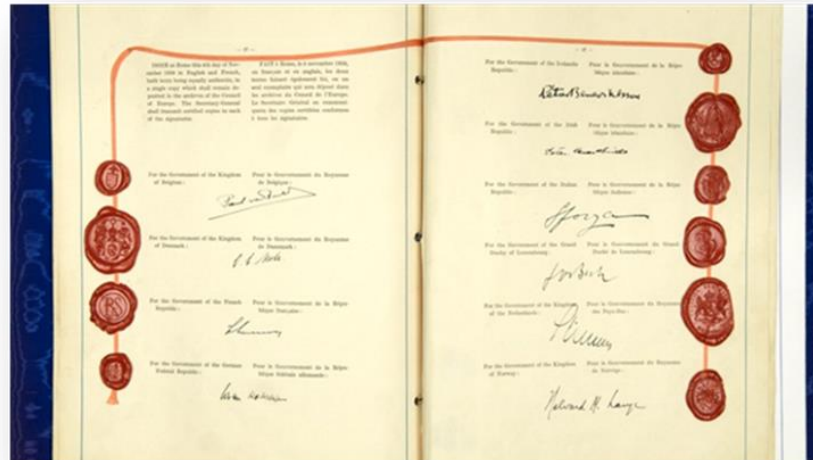 DONE at Rome this 4th day of November 1950 in English and French,
both texts being equally authentic, in
a single copy which shall remain deposited in the archives of the Council
of Europe. The Secretary-General
shall transmit certified copies to each
of the signatories.
FAIT à Rome, le 4 novembre 1950,
en français et en anglais, les deux
textes faisant également foi, en un
seul exemplaire qui sera déposé dans
les archives du Conseil de l'Europe.
Le Secrétaire Général en communiquera des copies certifiées conformes
à tous les signataires.
For the Government of the Kingdom
of Belgium:
Pour le Gouvernement du Royaume
de Belgique:
For the Government of the Kingdom
of Denmark:
Pour le Gouvernement du Royaume
de Danemark:
For the Government of the French
Republic:
Pour le Gouvernement de la République française:
For the Government of the German
Federal Republic:
Pour le Gouvernement de la République fédérale allemande:
For the Government of the Icelandic
Republic:
Pour le Gouvernement de la République islandaise:
For the Government of the Irish
Republic:
Pour le Gouvernement de la République irlandaise:
For the Government of the Italian
Republic:
Pour le Gouvernement de la République italienne:
Sforza
For the Government of the Grand
Duchy of Luxembourg:
Pour le Gouvernement du Grand
Duché de Luxembourg:
Jos Bech
For the Government of the Kingdom
of the Netherlands:
Pour le Gouvernement du Royaume
des Pays-Bas:
For the Government of the Kingdom
of Norway:
Pour le Gouvernement du Royaume
de Norvège:
Halvard M. Lange